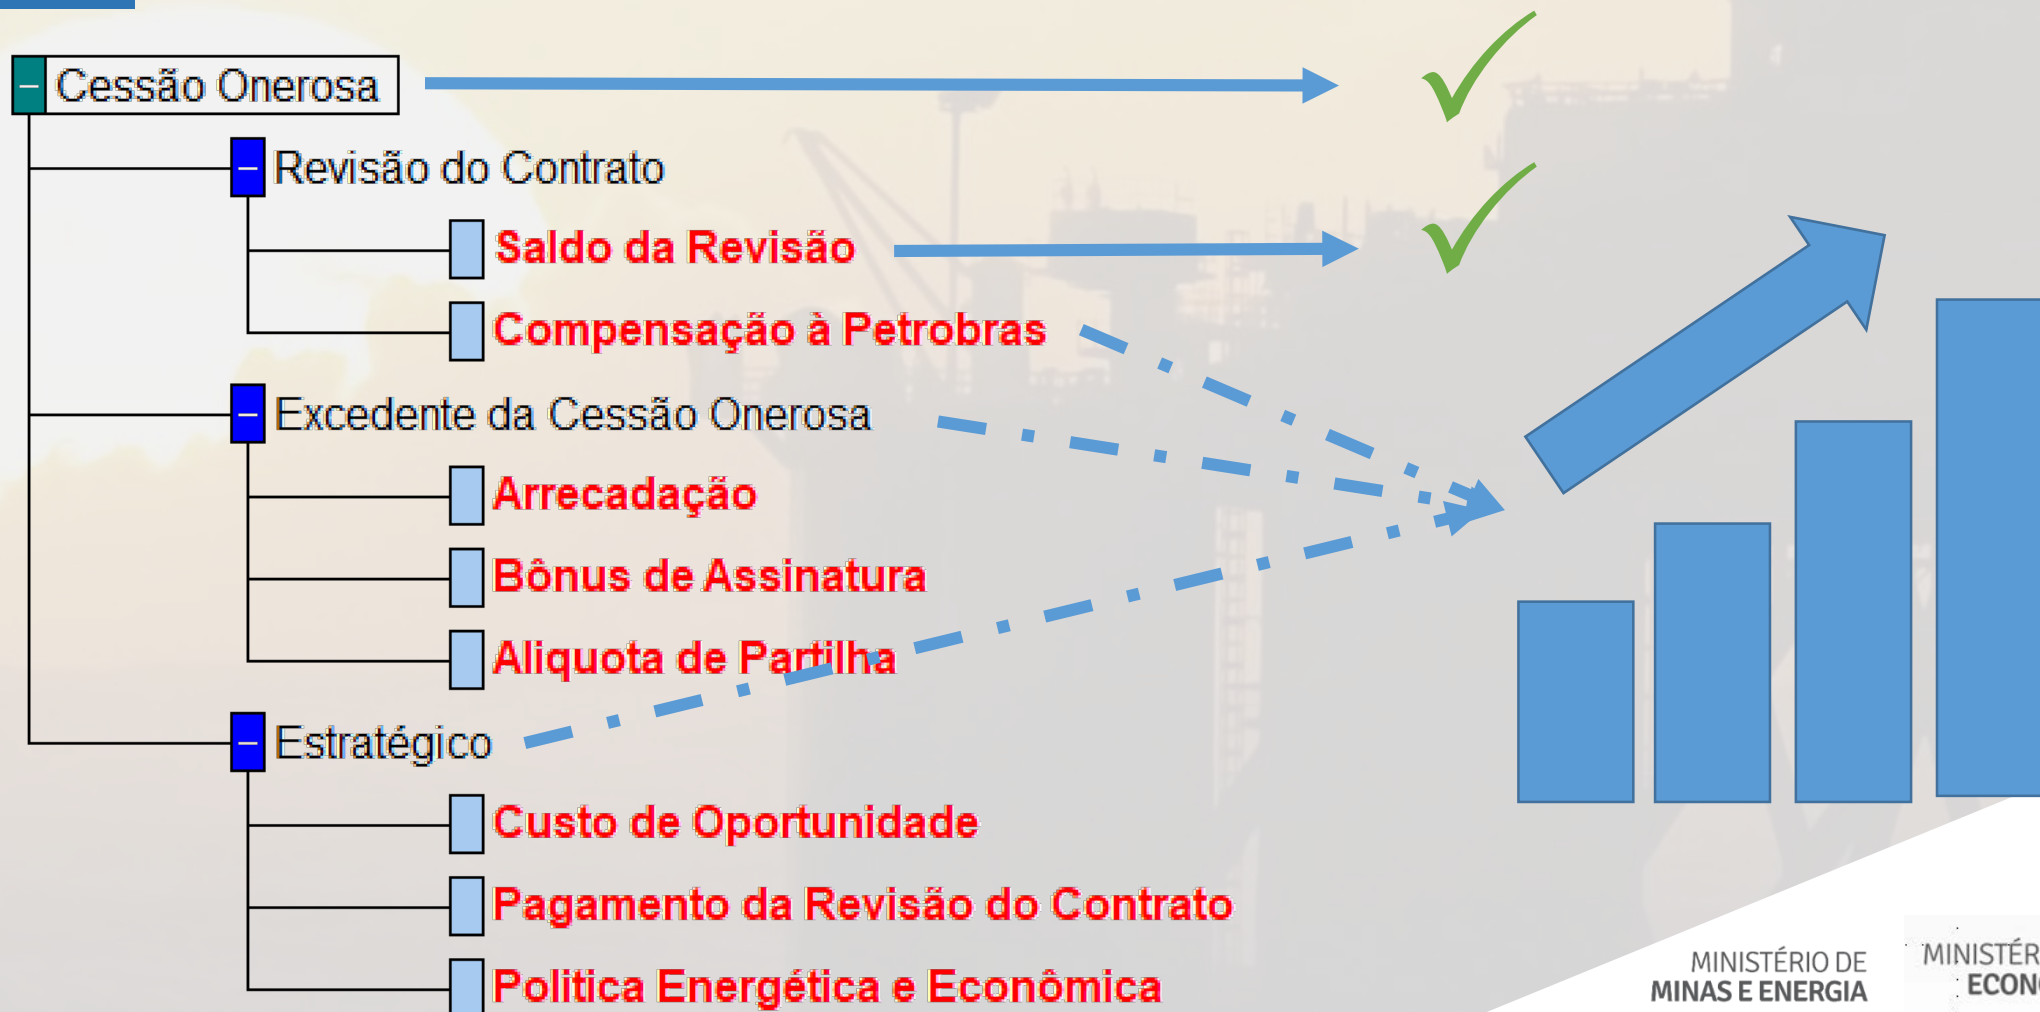 Cessão Onerosa
Revisão do Contrato
Saldo da Revisão
Compensação à Petrobras
Excedente da Cessão Onerosa
Arrecadação
Bônus de Assinatura
Aliquota de Partilha
Estratégico
Custo de Oportunidade
Pagamento da Revisão do Contrato
Politica Energética e Econômica
MINISTÉRIO DE
MINAS E ENERGIA